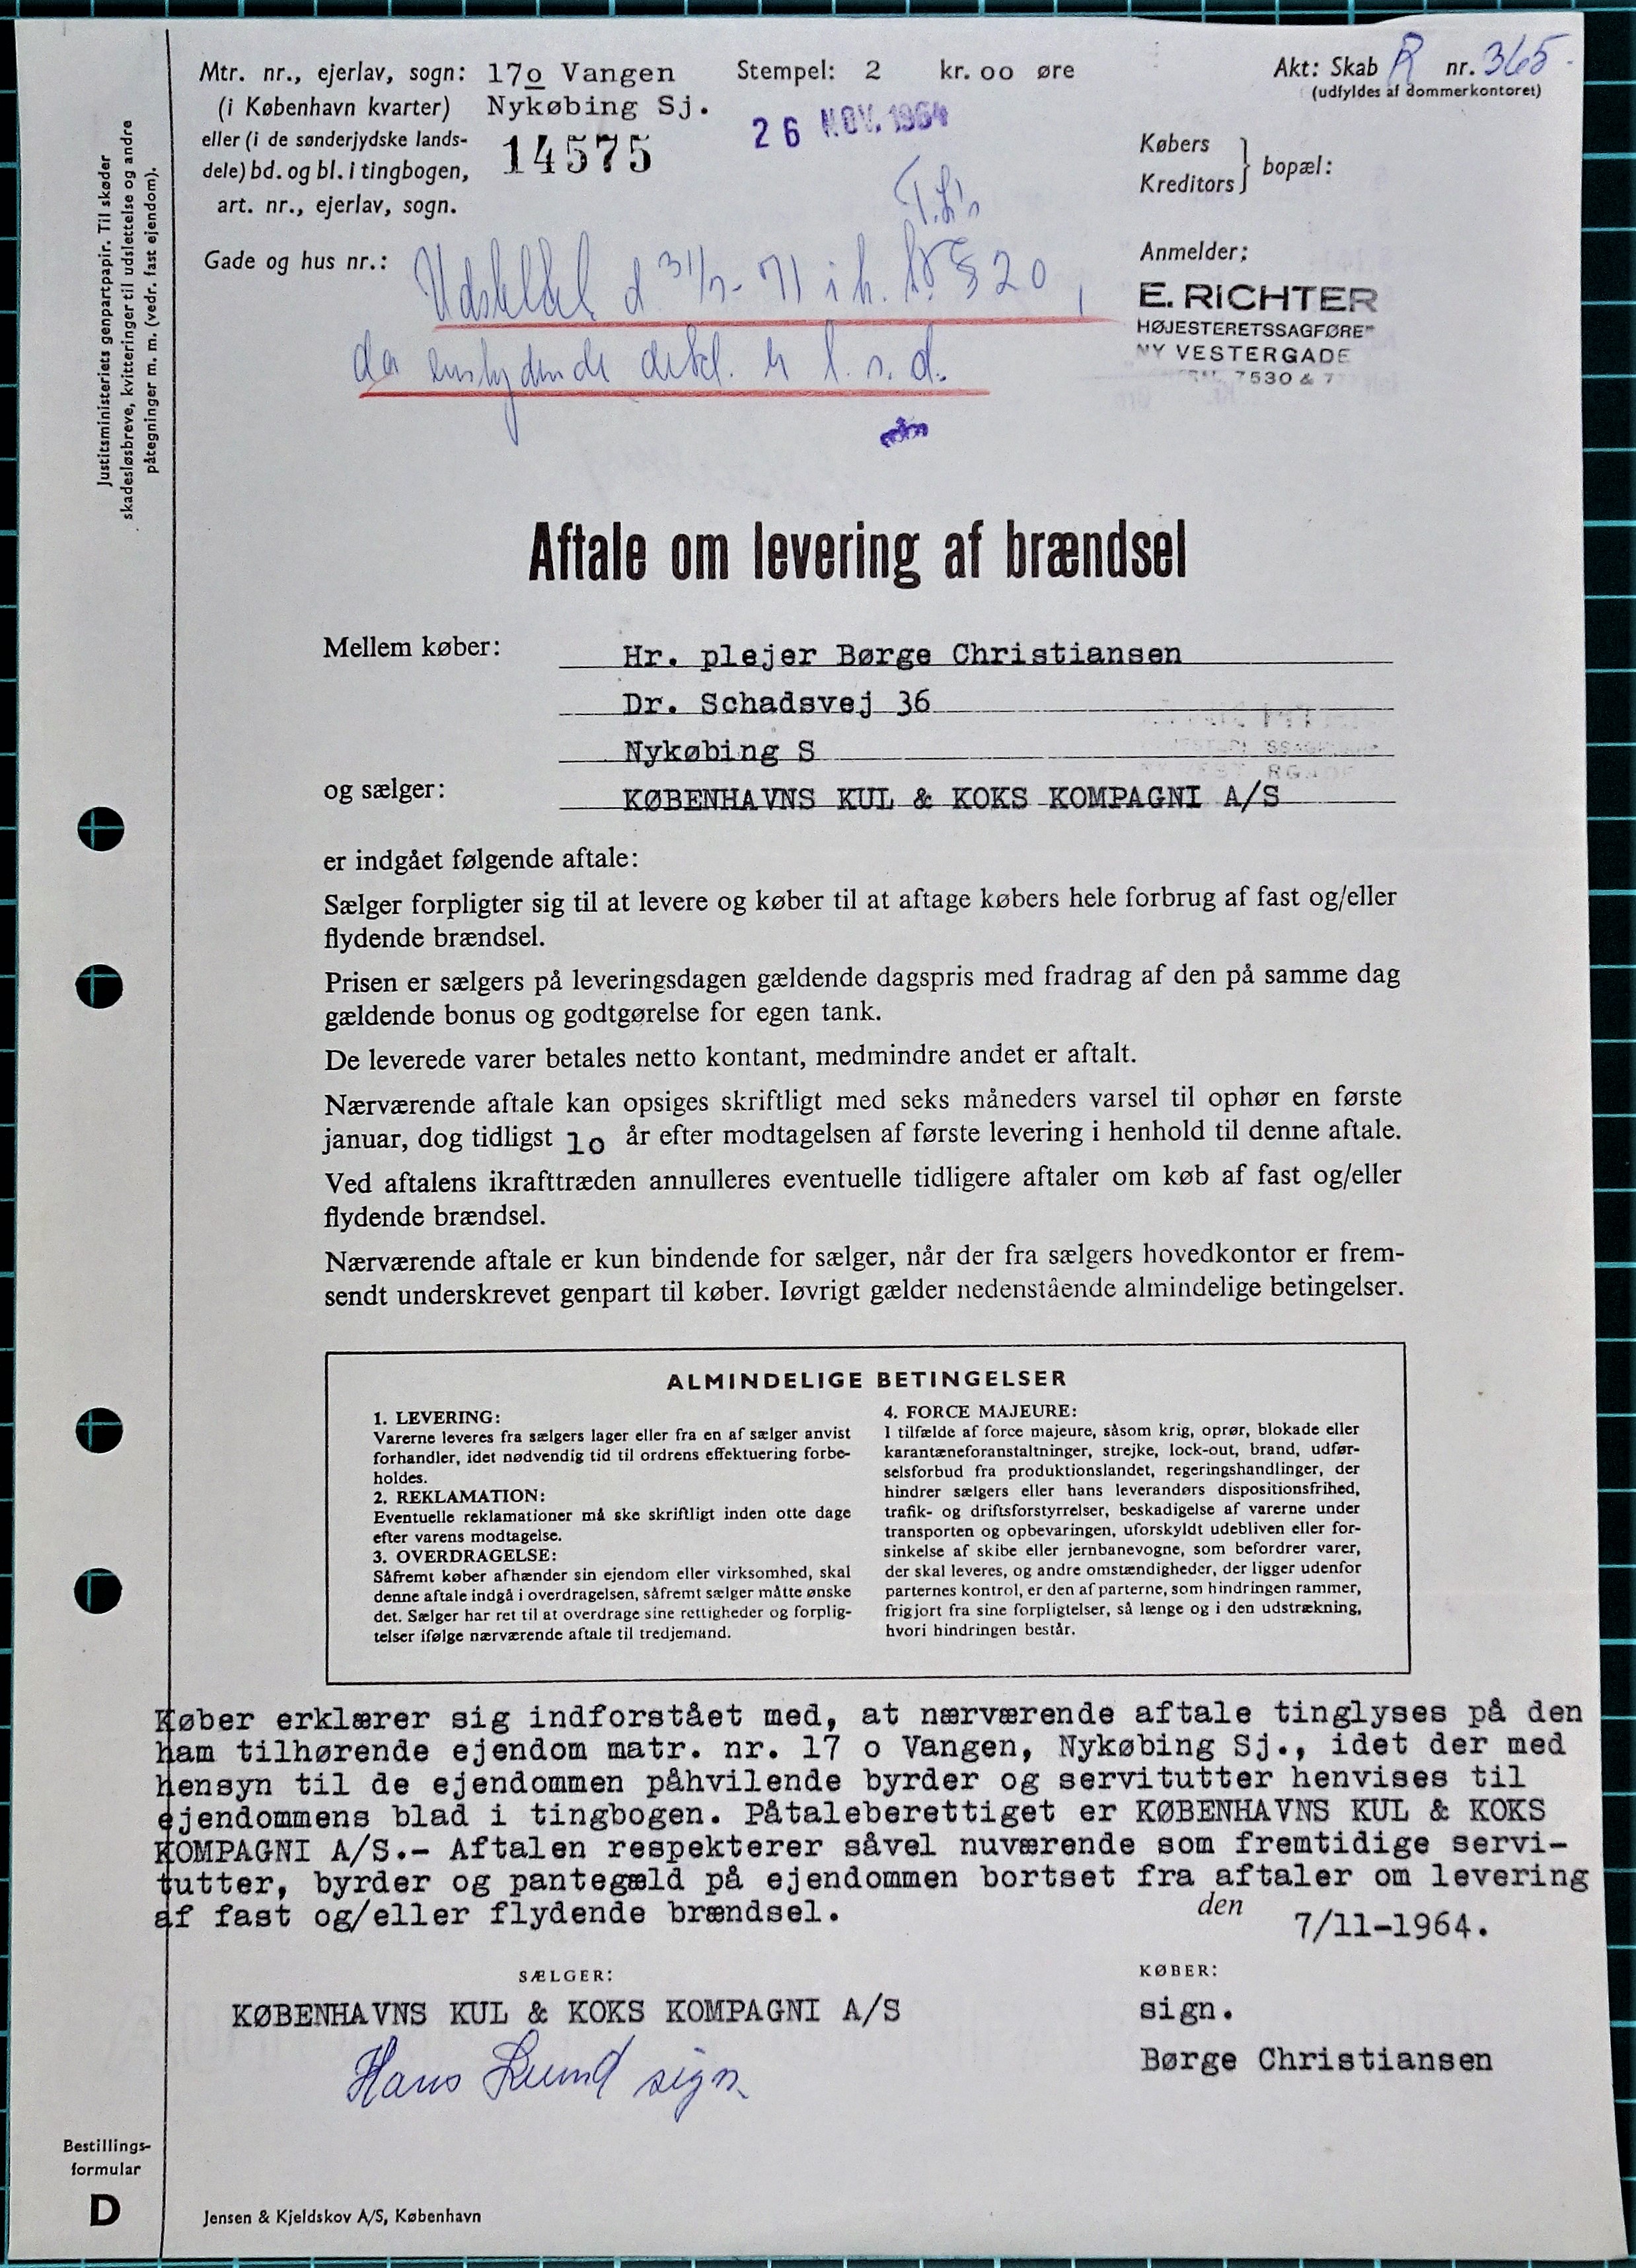 Mtr. nr., ejerlav, sogn: 17o Vangen
(i København kvarter) Nykøbing Sj.
eller (i de sønderjydske lands-
dele) bd. og bl. i tingbogen,
art. nr., ejerlav, sogn.
14575
Gade og hus nr.:
Stempel: 2 kr. oo øre
26 NOV. 1964
Akt: Skab R nr. 365
(udfyldes af dommerkontoret)
Købers
Kreditors
bopæl:
Anmelder:
E. RICHTER
HØJESTERETSSAGFØRE
NY VESTERGADE
7530 & 7
d 31/ - 71 i h. § 20,
Justitsministeriets genpartpapir. Til skøder
skadesløsbreve, kvitteringer til udslettelse og andre
påtegninger m. m. (vedr. fast ejendom).
Aftale om levering af brændsel
Mellem køber: Hr. plejer Børge Christiansen
Dr. Schadsvej 36
Nykøbing S
og sælger: KØBENHAVNS KUL & KOKS KOMPAGNI A/S
er indgået følgende aftale:
Sælger forpligter sig til at levere og køber til at aftage købers hele forbrug af fast og/eller
flydende brændsel.
Prisen er sælgers på leveringsdagen gældende dagspris med fradrag af den på samme dag
gældende bonus og godtgørelse for egen tank.
De leverede varer betales netto kontant, medmindre andet er aftalt.
Nærværende aftale kan opsiges skriftligt med seks måneders varsel til ophør en første
januar, dog tidligst lo år efter modtagelsen af første levering i henhold til denne aftale.
Ved aftalens ikrafttræden annulleres eventuelle tidligere aftaler om køb af fast og/eller
flydende brændsel.
Nærværende aftale er kun bindende for sælger, når der fra sælgers hovedkontor er frem-
sendt underskrevet genpart til køber. Iøvrigt gælder nedenstående almindelige betingelser.
ALMINDELIGE BETINGELSER
1. LEVERING:
Varerne leveres fra sælgers lager eller fra en af sælger anvist
forhandler, idet nødvendig tid til ordrens effektuering forbe-
holdes.
2. REKLAMATION:
Eventuelle reklamationer må ske skriftligt inden otte dage
efter varens modtagelse.
3. OVERDRAGELSE:
Såfremt køber afhænder sin ejendom eller virksomhed, skal
denne aftale indgå i overdragelsen, såfremt sælger måtte ønske
det. Sælger har ret til at overdrage sine rettigheder og forplig-
telser ifølge nærværende aftale til tredjemand.
4. FORCE MAJEURE:
I tilfælde af force majeure, såsom krig, oprør, blokade eller
karantæneforanstaltninger, strejke, lock-out, brand, udfør-
selsforbud fra produktionslandet, regeringshandlinger, der
hindrer sælgers eller hans leverandørs dispositionsfrihed,
trafik- og driftsforstyrrelser, beskadigelse af varerne under
transporten og opbevaringen, uforskyldt udebliven eller for-
sinkelse af skibe eller jernbanevogne, som befordrer varer,
der skal leveres, og andre omstændigheder, der ligger udenfor
parternes kontrol, er den af parterne, som hindringen rammer,
frigjort fra sine forpligtelser, så længe og i den udstrækning,
hvori hindringen består.
Køber erklærer sig indforstået med, at nærværende aftale tinglyses på den
ham tilhørende ejendom matr. nr. 17 o Vangen, Nykøbing Sj., idet der med
hensyn til de ejendommen påhvilende byrder og servitutter henvises til
ejendommens blad i tingbogen. Påtaleberettiget er KØBENHAVNS KUL & KOKS
KOMPAGNI A/S.- Aftalen respekterer såvel nuværende som fremtidige servi-
tutter, byrder og pantegæld på ejendommen bortset fra aftaler om levering
af fast og/eller flydende brændsel.
den 7/11-1964.
SÆLGER:
KØBENHAVNS KUL & KOKS KOMPAGNI A/S
Hans Lund sign.
KØBER:
sign.
Børge Christiansen
Bestillings-
formular
D
Jensen & Kjeldskov A/S, København